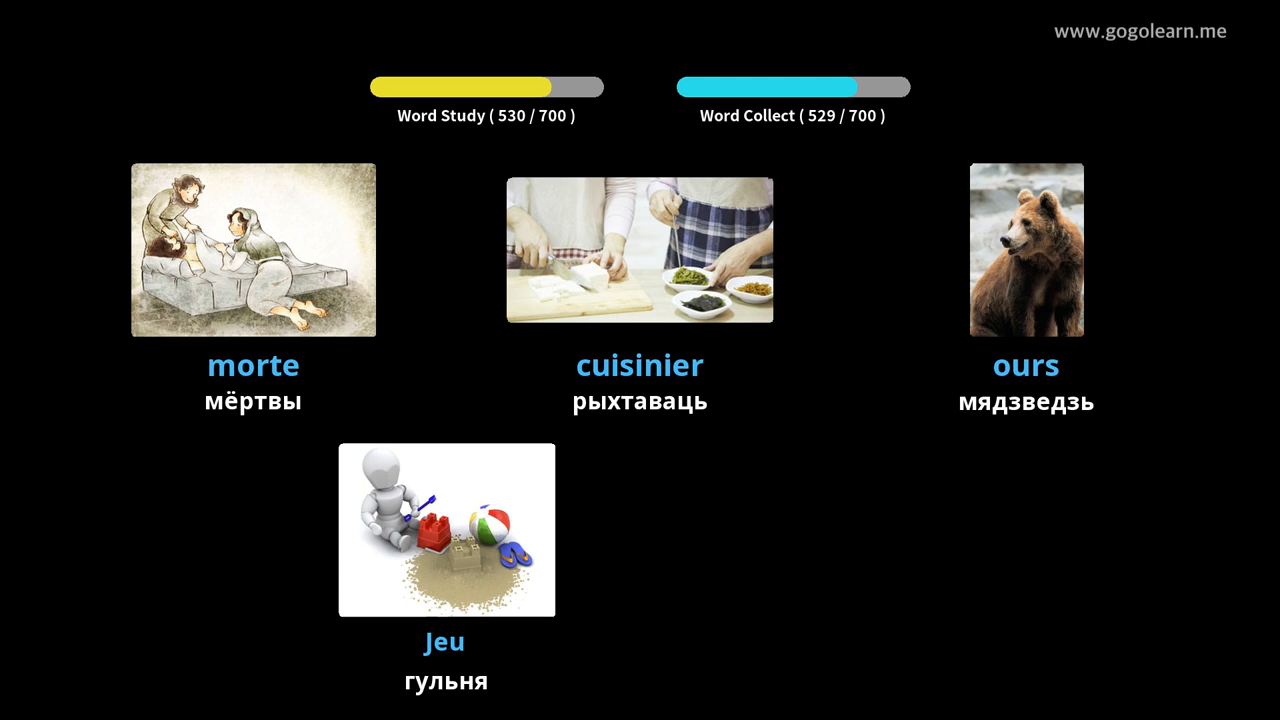 www.gogolearn.me
Word Study ( 530 / 700 )
Word Collect ( 529 / 700 )
morte
мёртвы
cuisinier
рыхтаваць
ours
мядзведзь
Jeu
гульня